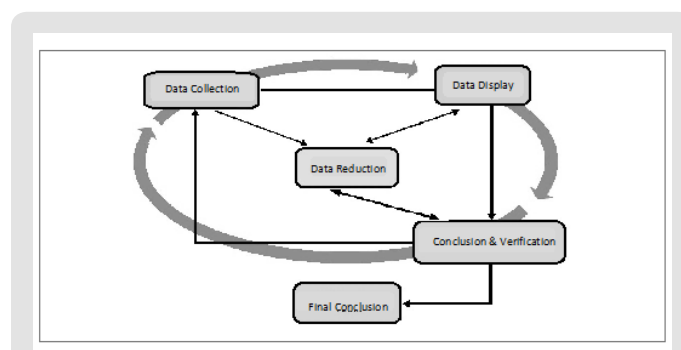 Data Collection
Data Display
Data Reduction
Conclusion & Verification
Final Conclusion